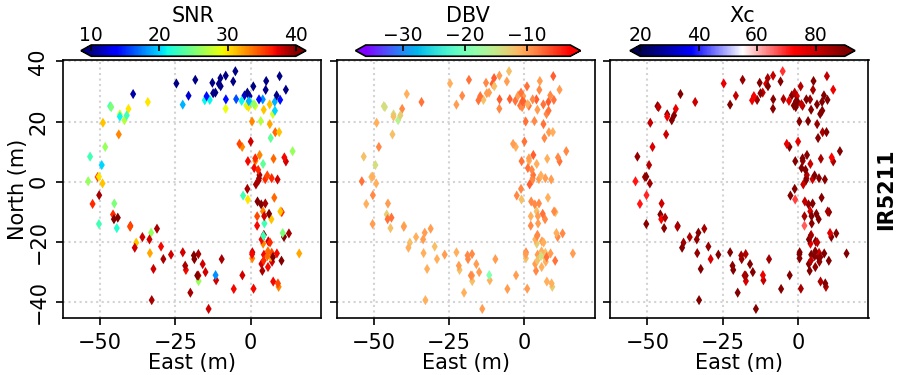 SNR DBV Xc
10 20 30 40 −30 −20 −10 20 40 60 80
40
20
0
−20
−40
North (m)
−50 −25 0 −50 −25 0 −50 −25 0
East (m) East (m) East (m)
IR5211